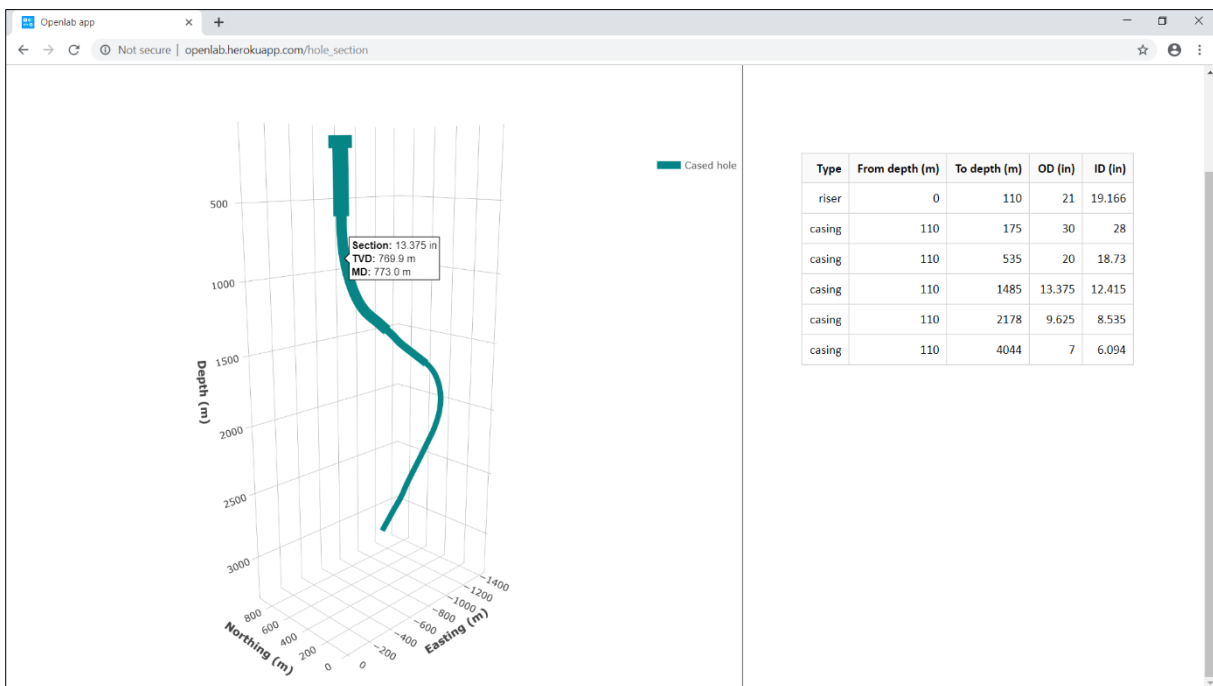 Openlab app
Not secure | openlab.herokuapp.com/hole_section
Cased hole
500
1000
1500
2000
2500
3000
Depth (m)
Section: 13.375 in
TVD: 769.9 m
MD: 773.0 m
800
600
400
200
0
Northing (m)
0
−200
−400
−600
−800
−1000
−1200
−1400
Easting (m)
Type From depth (m) To depth (m) OD (in) ID (in)
riser 0 110 21 19.166
casing 110 175 30 28
casing 110 535 20 18.73
casing 110 1485 13.375 12.415
casing 110 2178 9.625 8.535
casing 110 4044 7 6.094